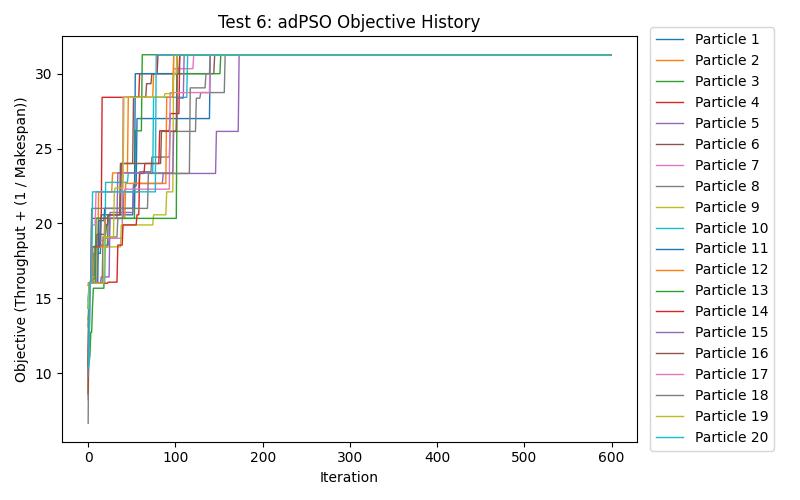 Test 6: adPSO Objective History
Objective (Throughput + (1 / Makespan))
30
25
20
15
10
0 100 200 300 400 500 600
Iteration
Particle 1
Particle 2
Particle 3
Particle 4
Particle 5
Particle 6
Particle 7
Particle 8
Particle 9
Particle 10
Particle 11
Particle 12
Particle 13
Particle 14
Particle 15
Particle 16
Particle 17
Particle 18
Particle 19
Particle 20